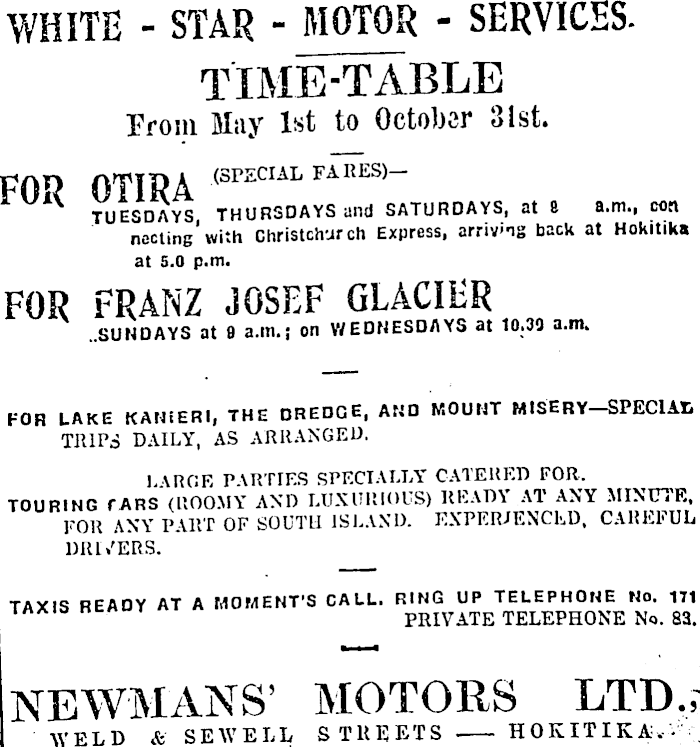 WHITE - STAR - MOTOR - SERVICES.
TIME-TABLE
From May 1st to October 31st.
FOR OTIRA (SPECIAL FARES)—
TUESDAYS, THURSDAYS and SATURDAYS, at 8 a.m., con
necting with Christchurch Express, arriving back at Hokitika
at 5.0 p.m.
FOR FRANZ JOSEF GLACIER
..SUNDAYS at 9 a.m.; on WEDNESDAYS at 10.30 a.m.
FOR LAKE KANIERI, THE DREDGE, AND MOUNT MISERY—SPECIAL
TRIPS DAILY, AS ARRANGED.
LARGE PARTIES SPECIALLY CATERED FOR.
TOURING CARS (ROOMY AND LUXURIOUS) READY AT ANY MINUTE,
FOR ANY PART OF SOUTH ISLAND. EXPERIENCED, CAREFUL
DRIVERS.
TAXIS READY AT A MOMENT'S CALL. RING UP TELEPHONE No. 171
PRIVATE TELEPHONE No. 83.
NEWMANS' MOTORS LTD.,
WELD & SEWELL STREETS — HOKITIKA.